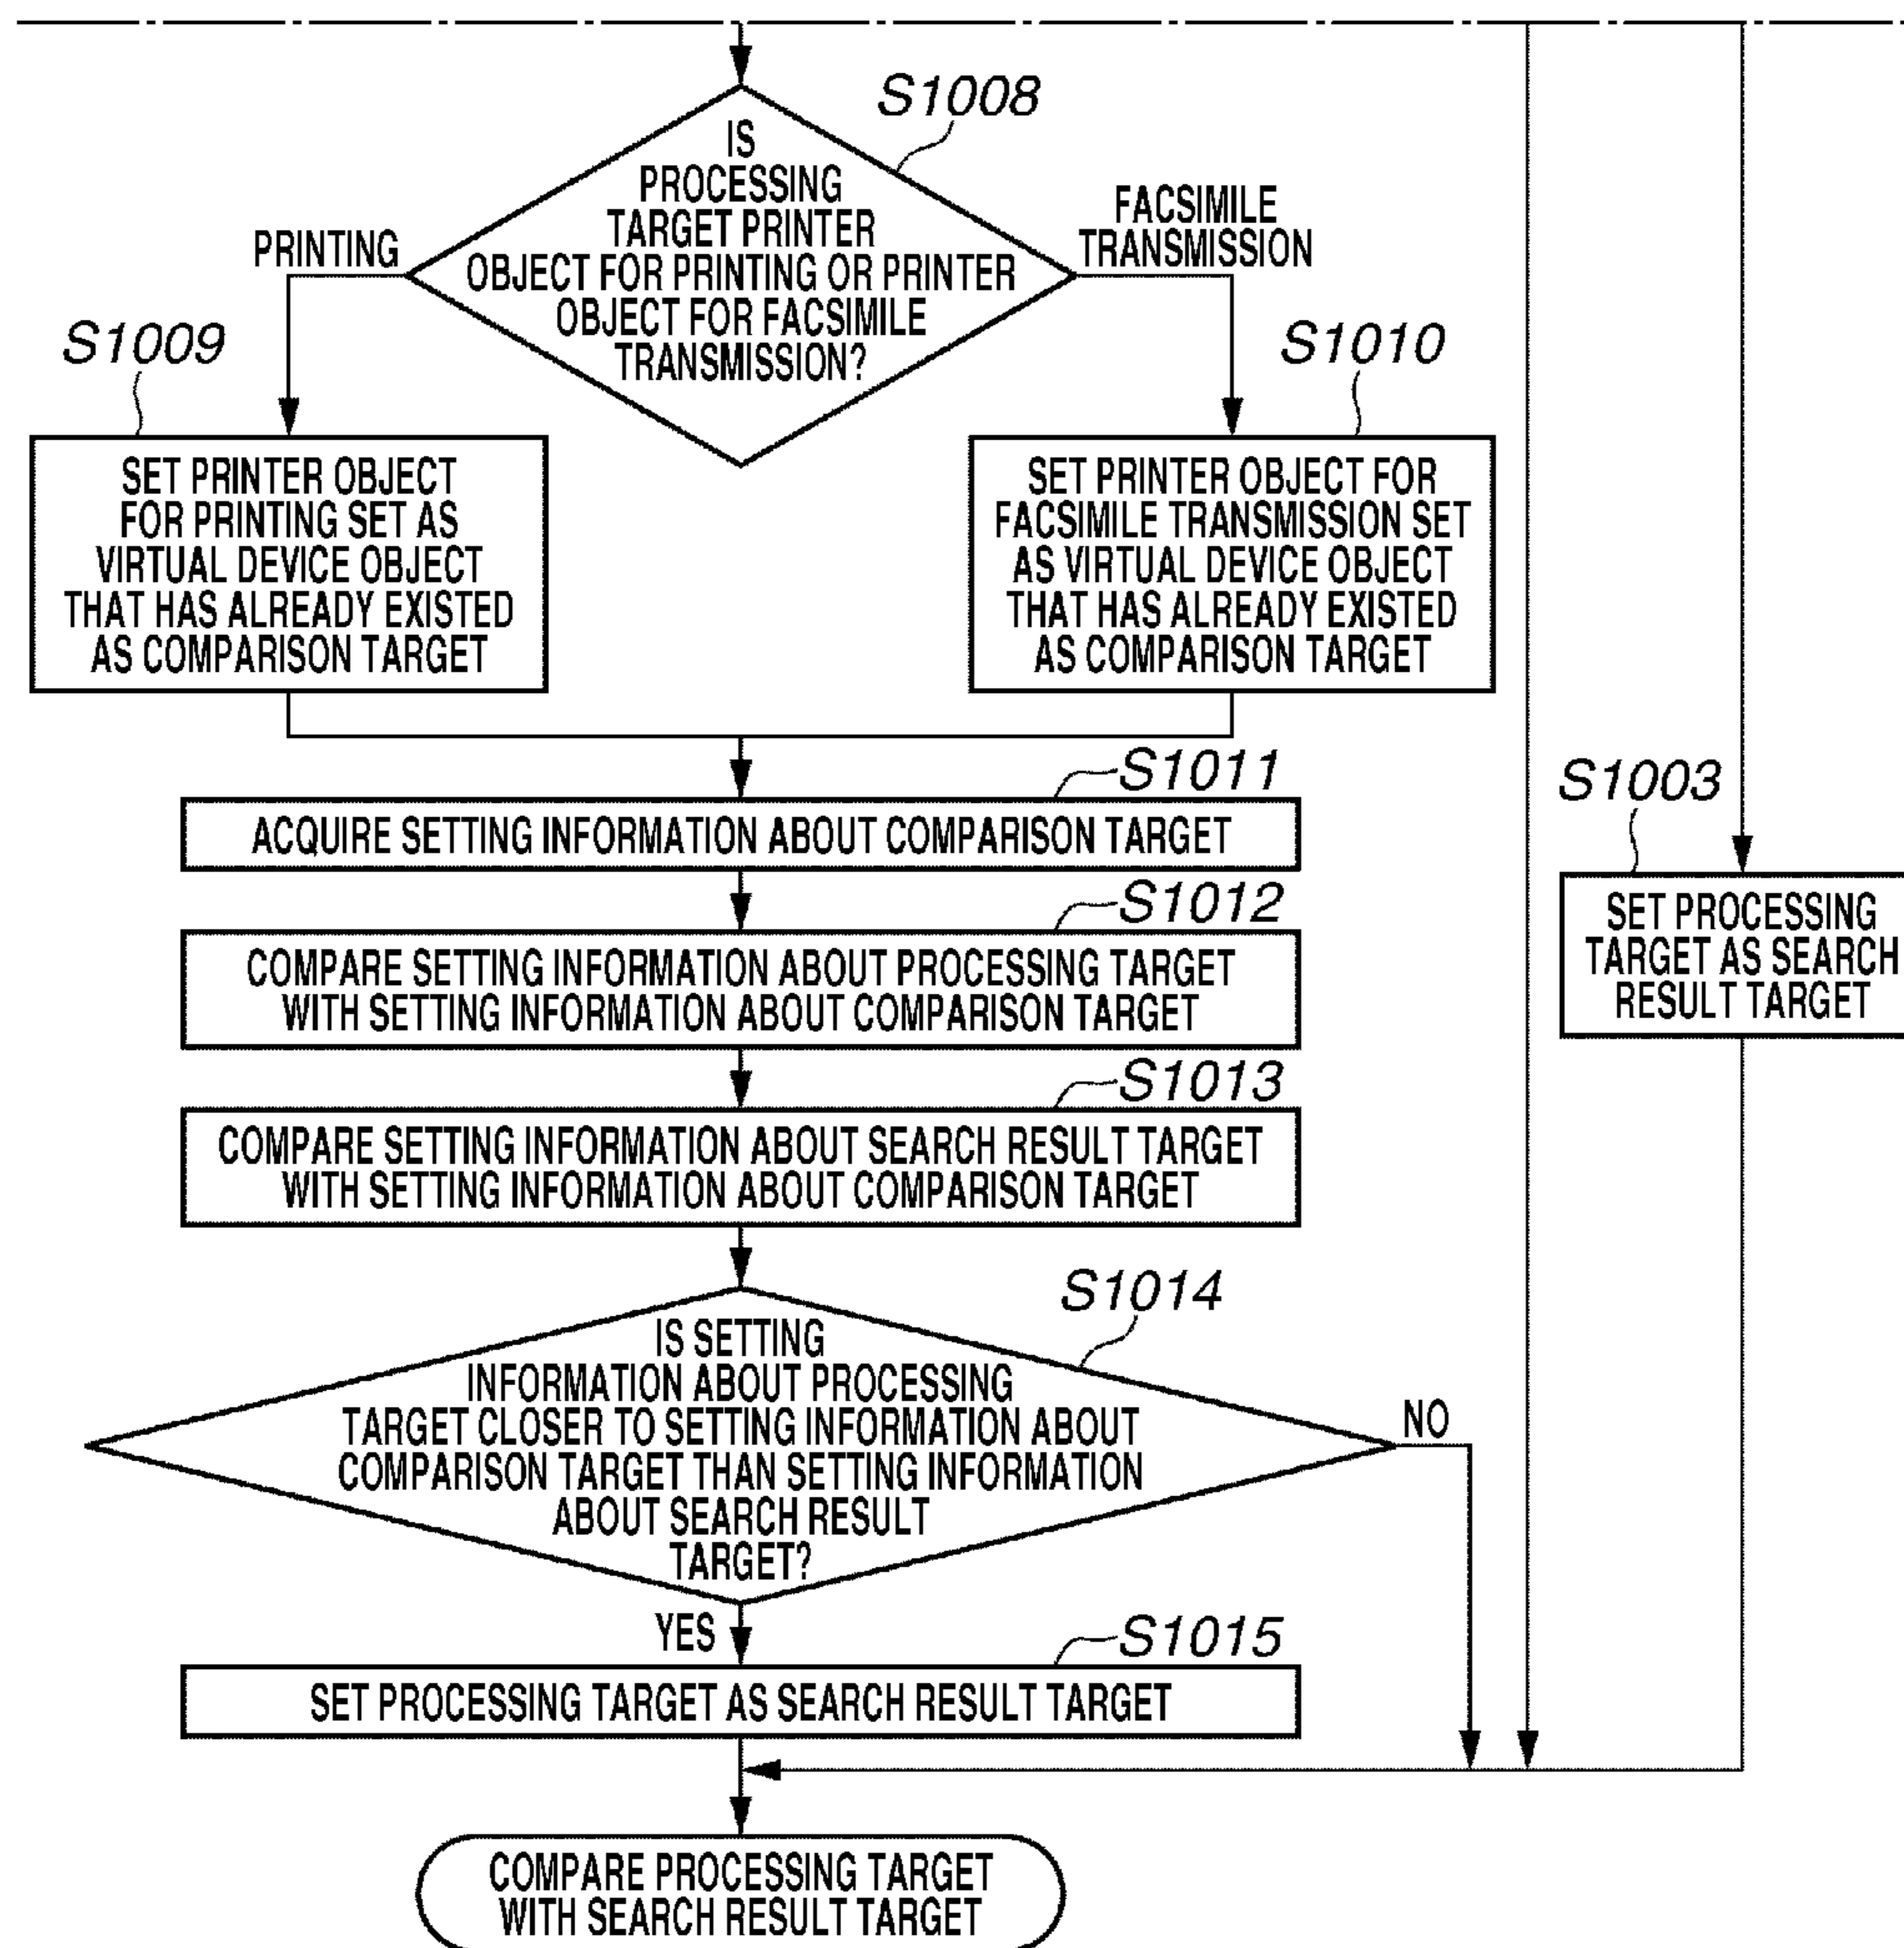 S1008
IS
PROCESSING
TARGET PRINTER
OBJECT FOR PRINTING OR PRINTER
OBJECT FOR FACSIMILE
TRANSMISSION?
PRINTING
FACSIMILE
TRANSMISSION
S1009
SET PRINTER OBJECT
FOR PRINTING SET AS
VIRTUAL DEVICE OBJECT
THAT HAS ALREADY EXISTED
AS COMPARISON TARGET
S1010
SET PRINTER OBJECT FOR
FACSIMILE TRANSMISSION SET
AS VIRTUAL DEVICE OBJECT
THAT HAS ALREADY EXISTED
AS COMPARISON TARGET
S1011
ACQUIRE SETTING INFORMATION ABOUT COMPARISON TARGET
S1003
SET PROCESSING
TARGET AS SEARCH
RESULT TARGET
S1012
COMPARE SETTING INFORMATION ABOUT PROCESSING TARGET
WITH SETTING INFORMATION ABOUT COMPARISON TARGET
S1013
COMPARE SETTING INFORMATION ABOUT SEARCH RESULT TARGET
WITH SETTING INFORMATION ABOUT COMPARISON TARGET
S1014
IS SETTING
INFORMATION ABOUT PROCESSING
TARGET CLOSER TO SETTING INFORMATION ABOUT
COMPARISON TARGET THAN SETTING INFORMATION
ABOUT SEARCH RESULT
TARGET?
NO
YES
S1015
SET PROCESSING TARGET AS SEARCH RESULT TARGET
COMPARE PROCESSING TARGET
WITH SEARCH RESULT TARGET